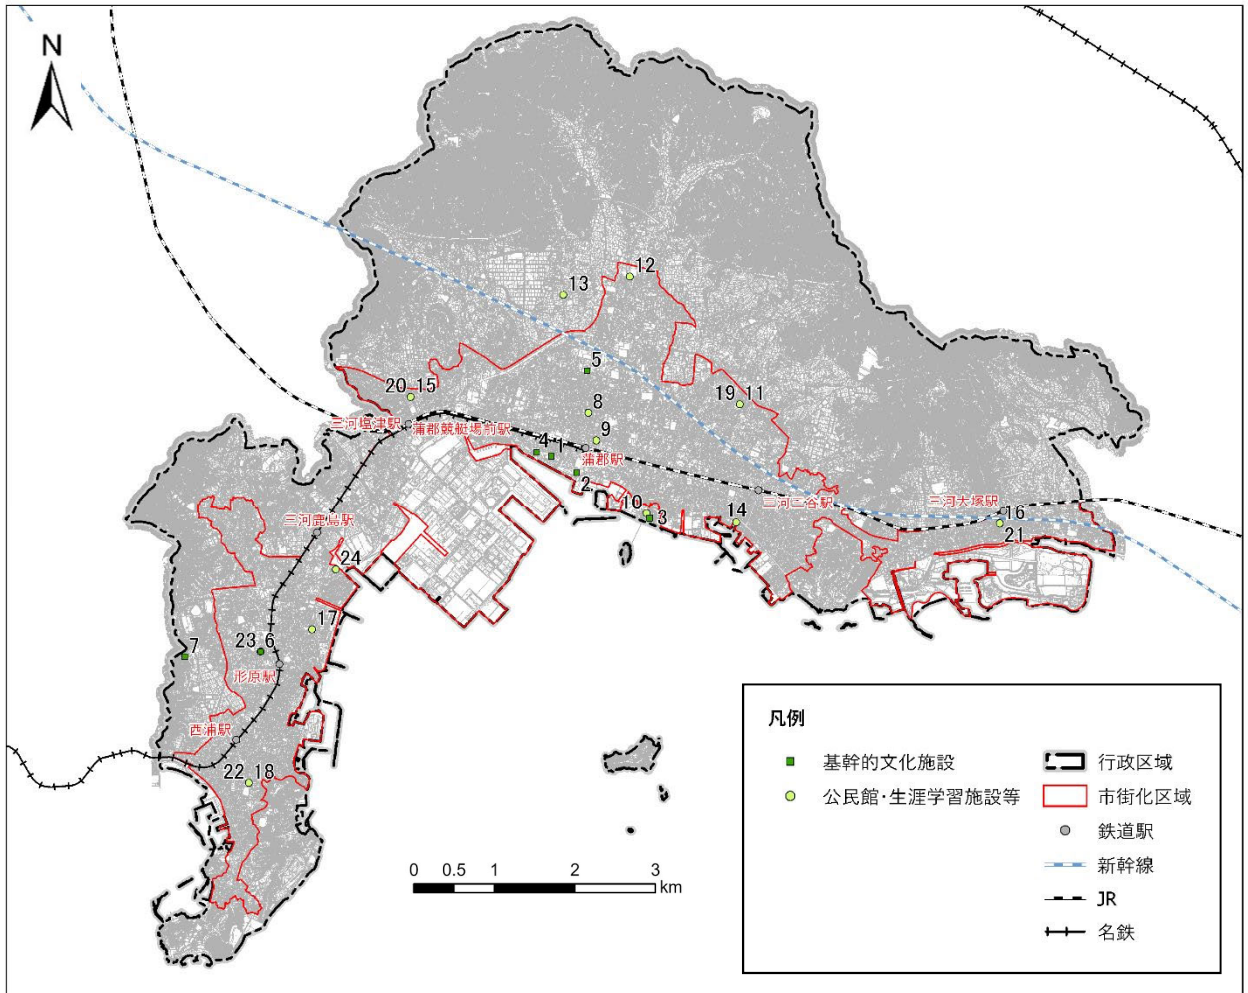 N
12
13
5
20 15
19 11
8
三河塩津駅
蒲郡競艇場前駅
9
4 1
蒲郡駅
2
三河三谷駅
三河大塚駅
10
3
14
16
21
三河鹿島駅
24
17
23 6
7
形原駅
西浦駅
22 18
凡例
基幹的文化施設
公民館・生涯学習施設等
行政区域
市街化区域
鉄道駅
新幹線
JR
名鉄
0 0.5 1 2 3
km